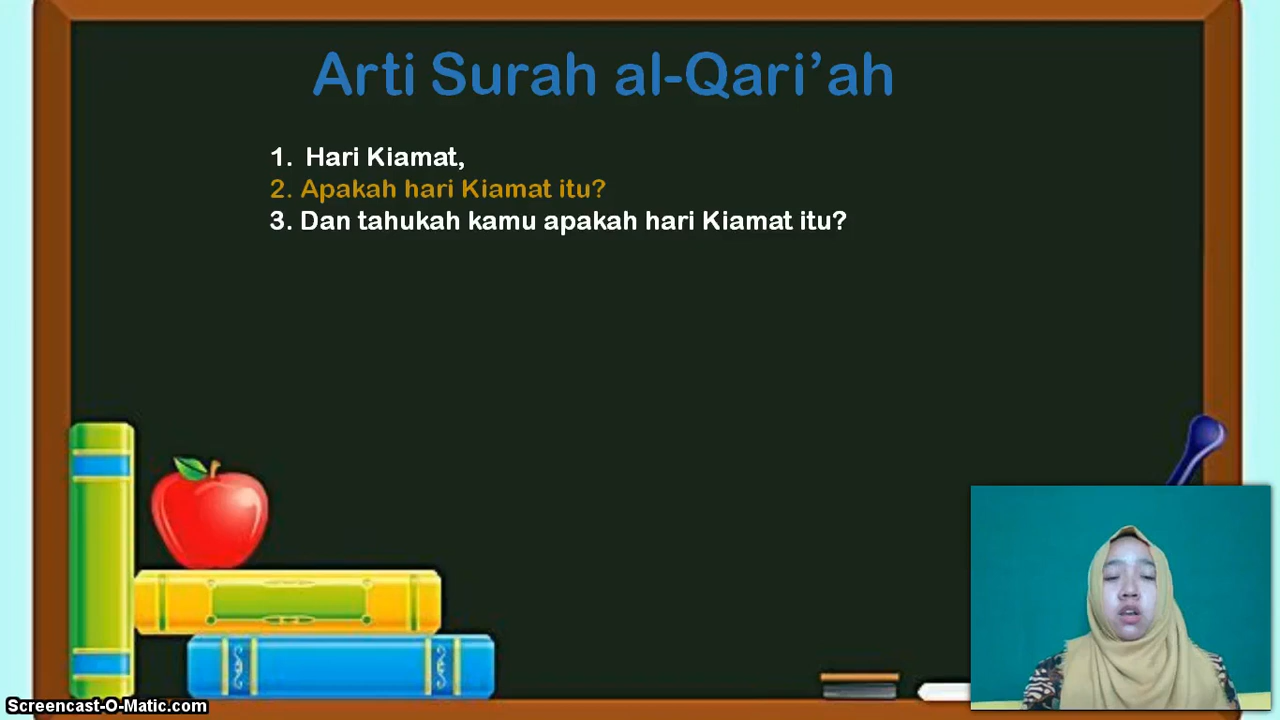 Arti Surah al-Qari’ah
1. Hari Kiamat,
2. Apakah hari Kiamat itu?
3. Dan tahukah kamu apakah hari Kiamat itu?
Screencast-O-Matic.com